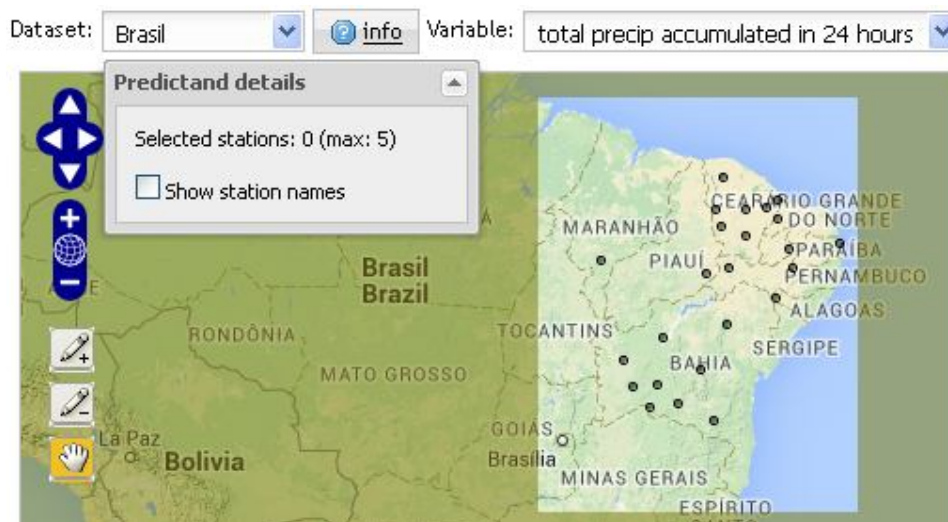 Dataset: Brasil info Variable: total precip accumulated in 24 hours
Predictand details
Selected stations: 0 (max: 5)
Show station names
CEARÁ RIO GRANDE
DO NORTE
MARANHÃO
PARAÍBA
PIAUÍ
Brasil
Brazil
PERNAMBUCO
ALAGOAS
TOCANTINS
RONDÔNIA
SERGIPE
BAHIA
MATO GROSSO
GOIÁS
La Paz
Bolivia
Brasília
MINAS GERAIS
ESPÍRITO